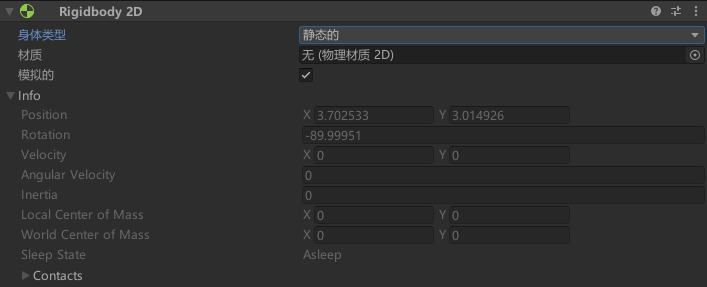 Rigidbody 2D
身体类型 静态的
材质 无 (物理材质 2D)
模拟的
Info
Position X 3.702533 Y 3.014926
Rotation -89.99951
Velocity X 0 Y 0
Angular Velocity 0
Inertia 0
Local Center of Mass X 0 Y 0
World Center of Mass X 0 Y 0
Sleep State Asleep
Contacts